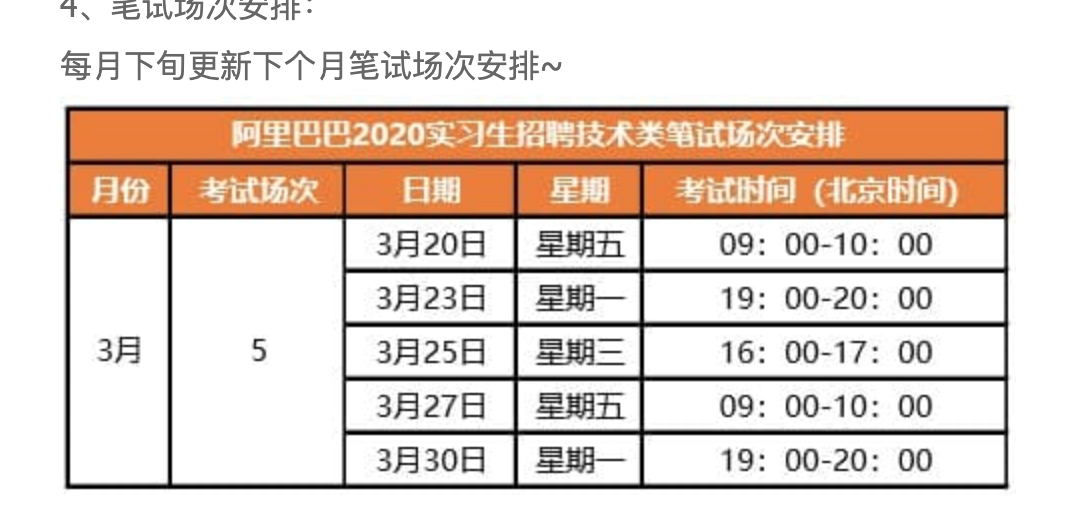 4、笔试场次安排：
每月下旬更新下个月笔试场次安排~
阿里巴巴2020实习生招聘技术类笔试场次安排
月份 考试场次 日期 星期 考试时间（北京时间)
3月20日 星期五 09：00-10：00
3月23日 星期一 19：00-20：00
3月 5 3月25日 星期三 16：00-17：00
3月27日 星期五 09：00-10：00
3月30日 星期一 19：00-20：00